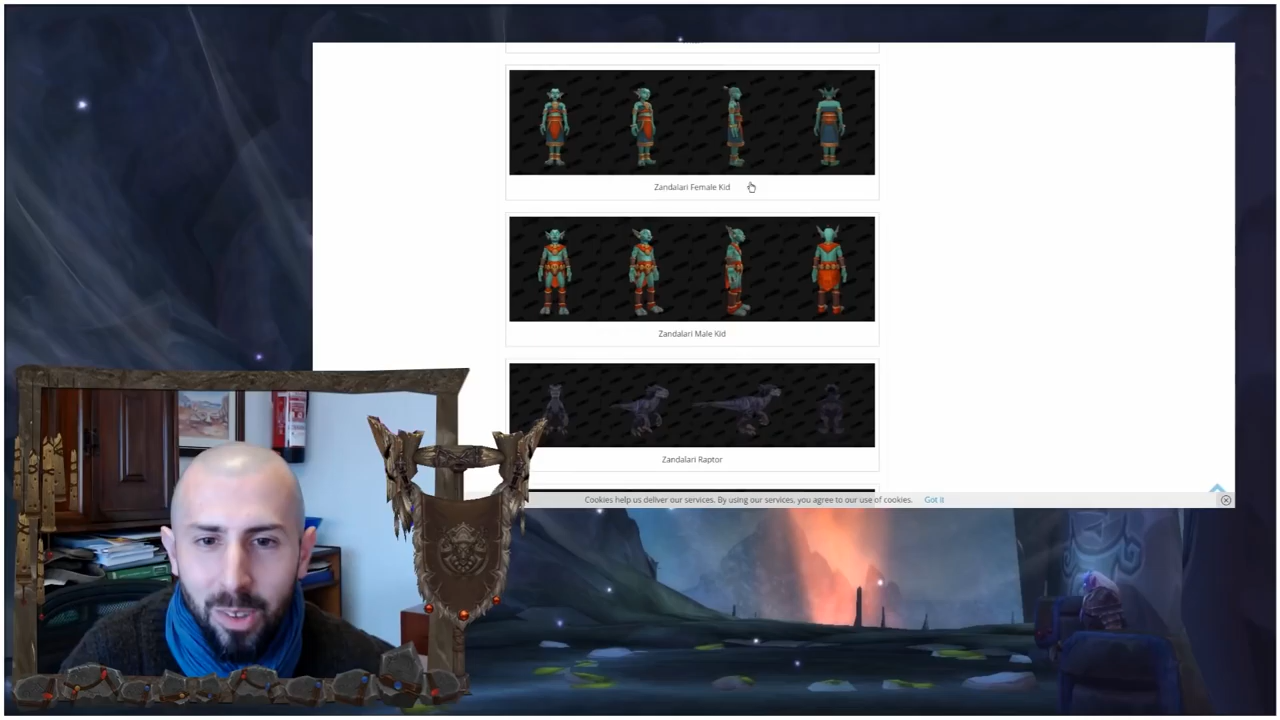 Zandalari Female Kid
Zandalari Male Kid
Zandalari Raptor
Cookies help us deliver our services. By using our services, you agree to our use of cookies. Got it